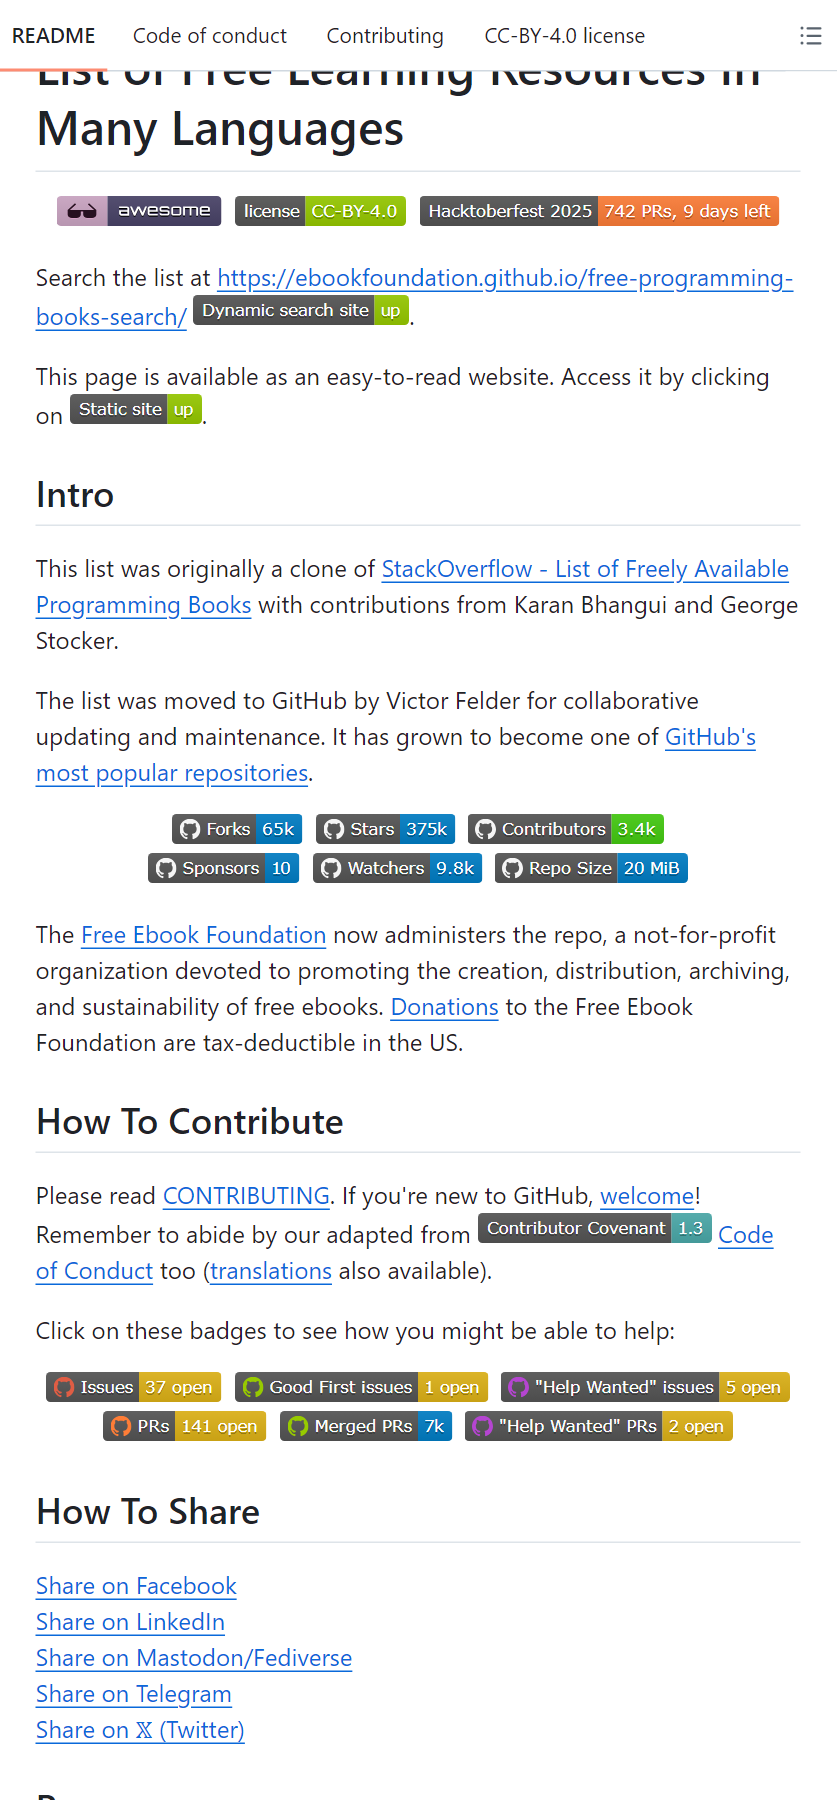 README Code of conduct Contributing CC-BY-4.0 license
List of Free Learning Resources In
Many Languages
awesome license CC-BY-4.0 Hacktoberfest 2025 742 PRs, 9 days left
Search the list at https://ebookfoundation.github.io/free-programming-
books-search/ Dynamic search site up.
This page is available as an easy-to-read website. Access it by clicking
on Static site up.
Intro
This list was originally a clone of StackOverflow - List of Freely Available
Programming Books with contributions from Karan Bhangui and George
Stocker.
The list was moved to GitHub by Victor Felder for collaborative
updating and maintenance. It has grown to become one of GitHub's
most popular repositories.
Forks 65k Stars 375k Contributors 3.4k
Sponsors 10 Watchers 9.8k Repo Size 20 MiB
The Free Ebook Foundation now administers the repo, a not-for-profit
organization devoted to promoting the creation, distribution, archiving,
and sustainability of free ebooks. Donations to the Free Ebook
Foundation are tax-deductible in the US.
How To Contribute
Please read CONTRIBUTING. If you're new to GitHub, welcome!
Remember to abide by our adapted from Contributor Covenant 1.3 Code
of Conduct too (translations also available).
Click on these badges to see how you might be able to help:
Issues 37 open Good First issues 1 open "Help Wanted" issues 5 open
PRs 141 open Merged PRs 7k "Help Wanted" PRs 2 open
How To Share
Share on Facebook
Share on LinkedIn
Share on Mastodon/Fediverse
Share on Telegram
Share on 𝕏 (Twitter)